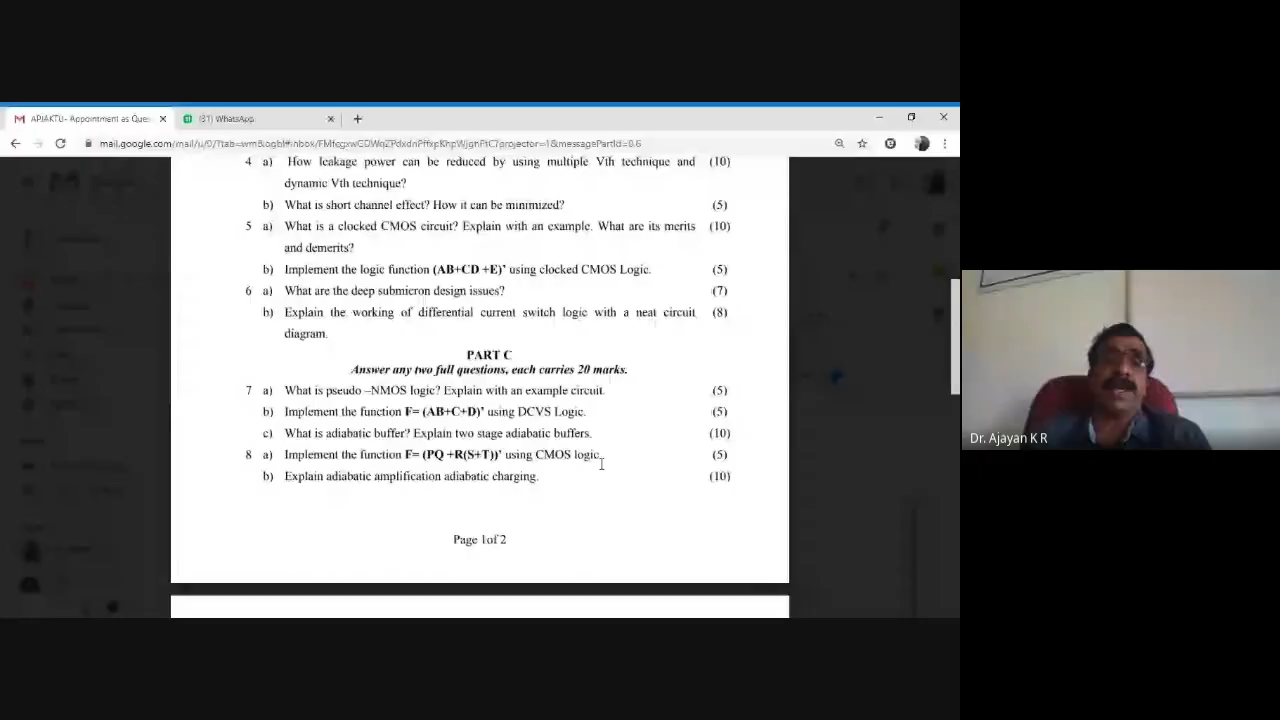 APJAKTU- Appointment as Ques
(31) WhatsApp
4 a) How leakage power can be reduced by using multiple Vth technique and (10)
dynamic Vth technique?
b) What is short channel effect? How it can be minimized? (5)
5 a) What is a clocked CMOS circuit? Explain with an example. What are its merits (10)
and demerits?
b) Implement the logic function (AB+CD +E)’ using clocked CMOS Logic. (5)
6 a) What are the deep submicron design issues? (7)
b) Explain the working of differential current switch logic with a neat circuit (8)
diagram.
PART C
Answer any two full questions, each carries 20 marks.
7 a) What is pseudo –NMOS logic? Explain with an example circuit. (5)
b) Implement the function F= (AB+C+D)’ using DCVS Logic. (5)
c) What is adiabatic buffer? Explain two stage adiabatic buffers. (10)
8 a) Implement the function F= (PQ +R(S+T))’ using CMOS logic. (5)
b) Explain adiabatic amplification adiabatic charging. (10)
Page 1of 2
Dr. Ajayan K R